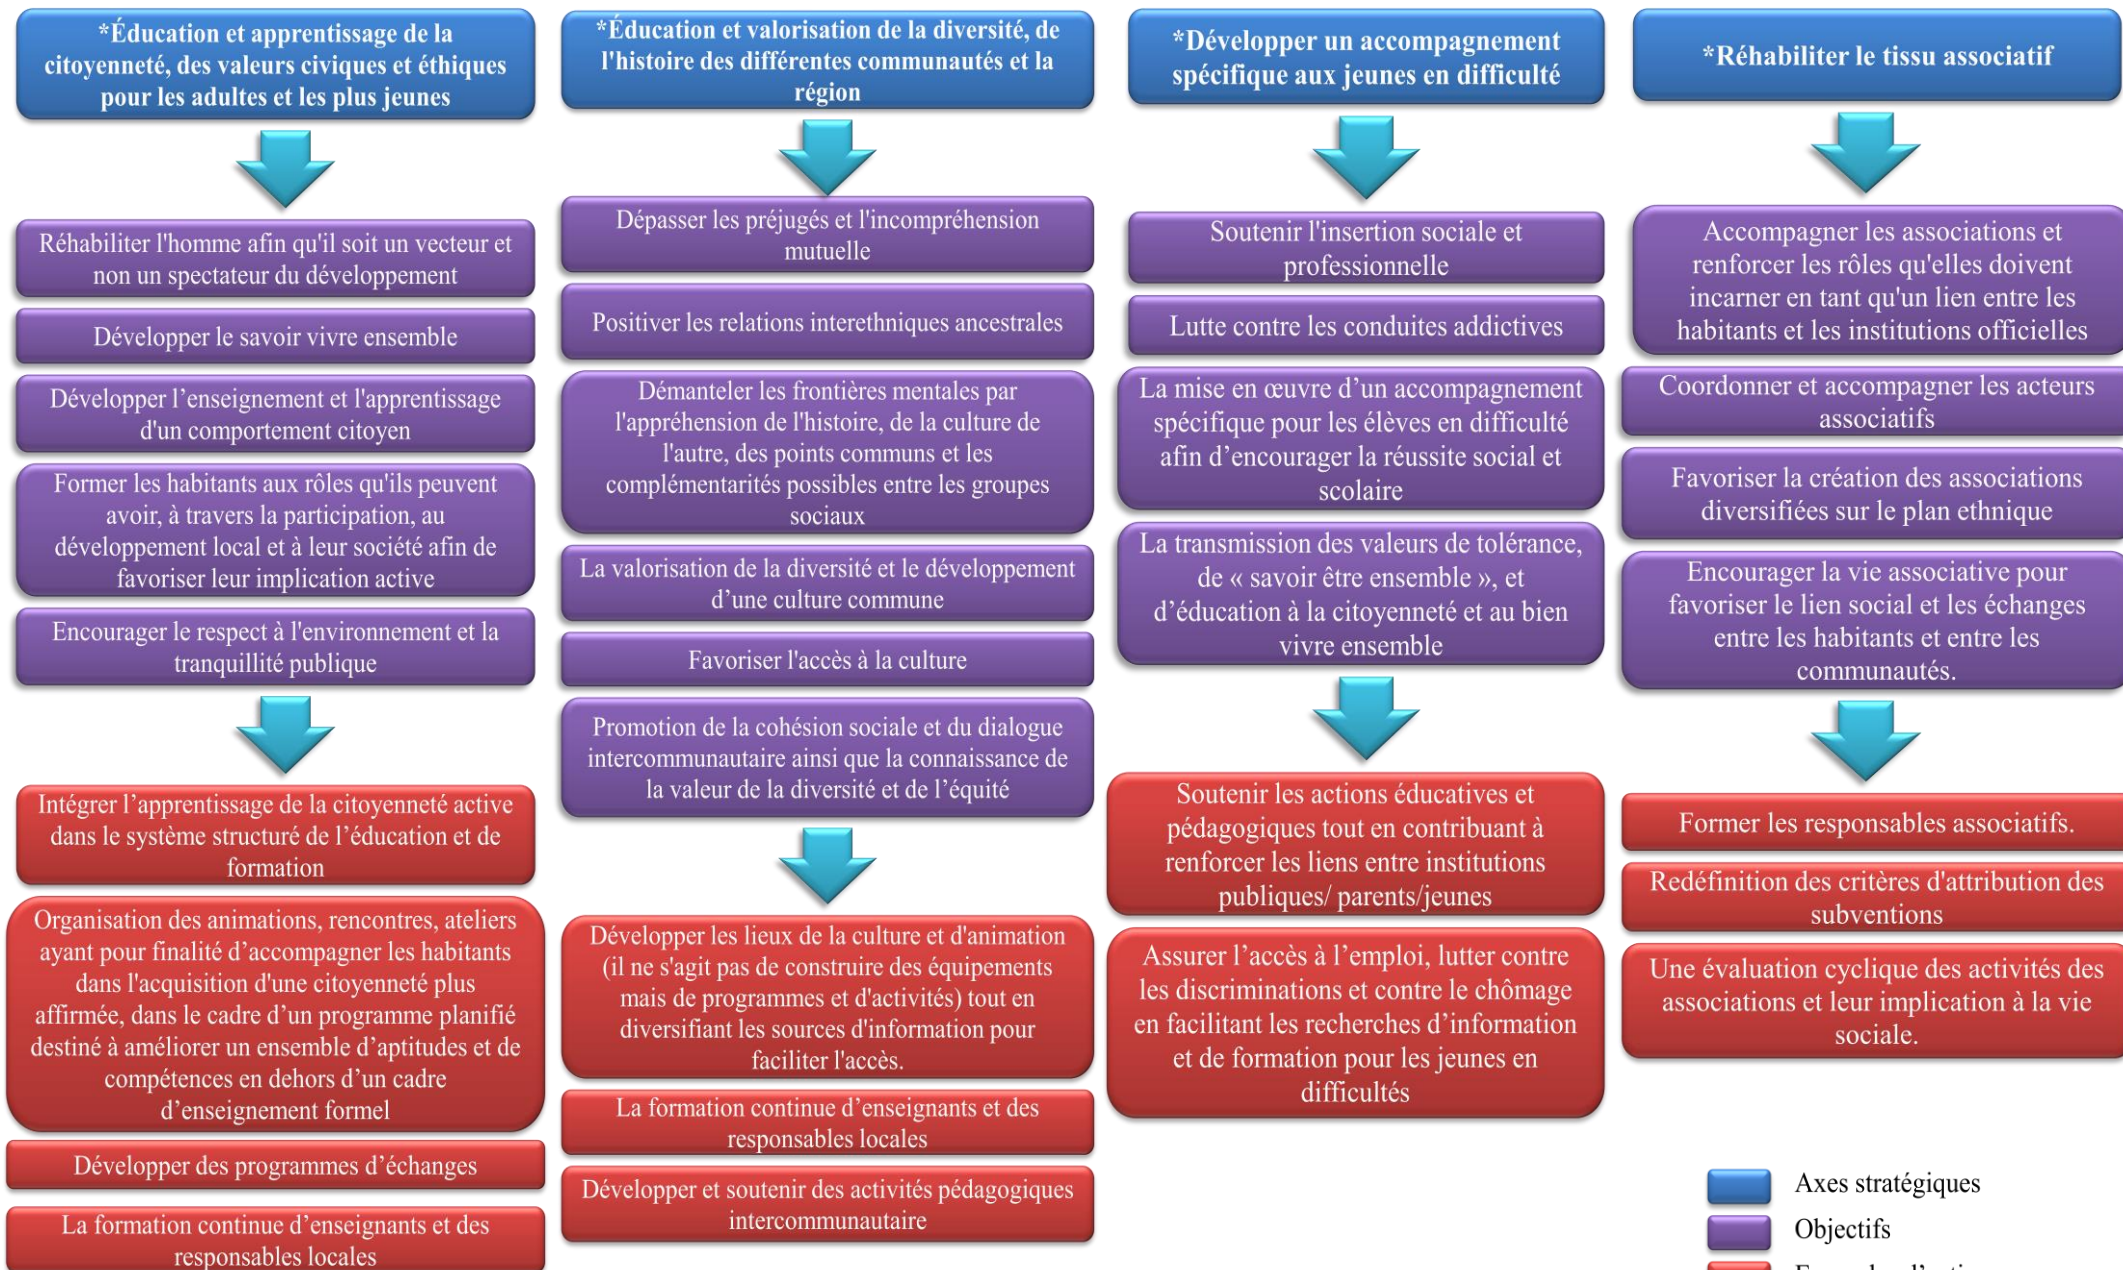 *Éducation et apprentissage de la
citoyenneté, des valeurs civiques et éthiques
pour les adultes et les plus jeunes
Réhabiliter l'homme afin qu'il soit un vecteur et
non un spectateur du développement
Développer le savoir vivre ensemble
Développer l’enseignement et l'apprentissage
d'un comportement citoyen
Former les habitants aux rôles qu'ils peuvent
avoir, à travers la participation, au
développement local et à leur société afin de
favoriser leur implication active
Encourager le respect à l'environnement et la
tranquillité publique
Intégrer l’apprentissage de la citoyenneté active
dans le système structuré de l’éducation et de
formation
Organisation des animations, rencontres, ateliers
ayant pour finalité d’accompagner les habitants
dans l'acquisition d'une citoyenneté plus
affirmée, dans le cadre d’un programme planifié
destiné à améliorer un ensemble d’aptitudes et de
compétences en dehors d’un cadre
d’enseignement formel
Développer des programmes d’échanges
La formation continue d’enseignants et des
responsables locales
*Éducation et valorisation de la diversité, de
l'histoire des différentes communautés et la
région
Dépasser les préjugés et l'incompréhension
mutuelle
Positiver les relations interethniques ancestrales
Démanteler les frontières mentales par
l'appréhension de l'histoire, de la culture de
l'autre, des points communs et les
complémentarités possibles entre les groupes
sociaux
La valorisation de la diversité et le développement
d’une culture commune
Favoriser l'accès à la culture
Promotion de la cohésion sociale et du dialogue
intercommunautaire ainsi que la connaissance de
la valeur de la diversité et de l’équité
Développer les lieux de la culture et d'animation
(il ne s'agit pas de construire des équipements
mais de programmes et d'activités) tout en
diversifiant les sources d'information pour
faciliter l'accès.
La formation continue d’enseignants et des
responsables locales
Développer et soutenir des activités pédagogiques
intercommunautaire
*Développer un accompagnement
spécifique aux jeunes en difficulté
Soutenir l'insertion sociale et
professionnelle
Lutte contre les conduites addictives
La mise en œuvre d’un accompagnement
spécifique pour les élèves en difficulté
afin d’encourager la réussite social et
scolaire
La transmission des valeurs de tolérance,
de « savoir être ensemble », et
d’éducation à la citoyenneté et au bien
vivre ensemble
Soutenir les actions éducatives et
pédagogiques tout en contribuant à
renforcer les liens entre institutions
publiques/ parents/jeunes
Assurer l’accès à l’emploi, lutter contre
les discriminations et contre le chômage
en facilitant les recherches d’information
et de formation pour les jeunes en
difficultés
*Réhabiliter le tissu associatif
Accompagner les associations et
renforcer les rôles qu'elles doivent
incarner en tant qu'un lien entre les
habitants et les institutions officielles
Coordonner et accompagner les acteurs
associatifs
Favoriser la création des associations
diversifiées sur le plan ethnique
Encourager la vie associative pour
favoriser le lien social et les échanges
entre les habitants et entre les
communautés.
Former les responsables associatifs.
Redéfinition des critères d'attribution des
subventions
Une évaluation cyclique des activités des
associations et leur implication à la vie
sociale.
Axes stratégiques
Objectifs